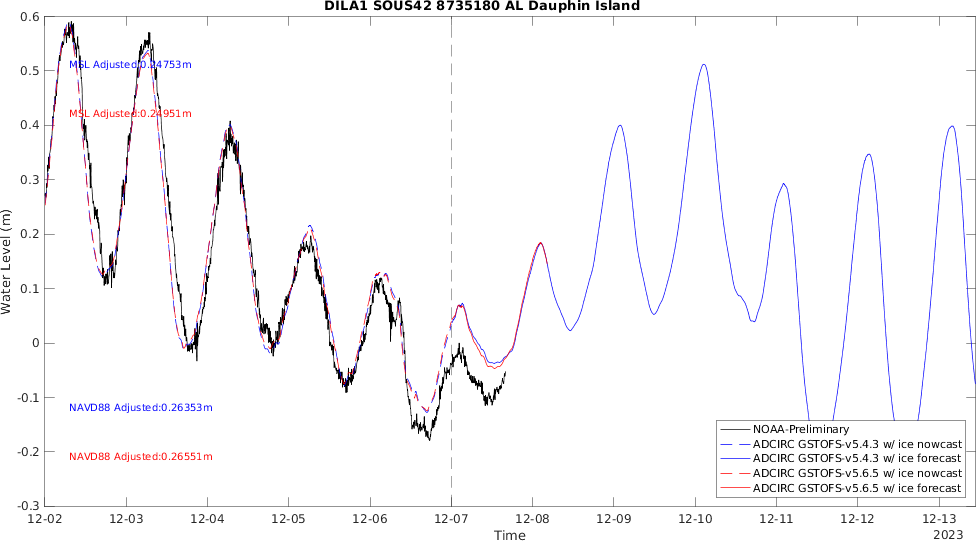 DILA1 SOUS42 8735180 AL Dauphin Island
0.6
0.5
0.4
0.3
0.2
0.1
0
-0.1
-0.2
-0.3
Water Level (m)
MSL Adjusted:0.24753m
MSL Adjusted:0.24951m
NAVD88 Adjusted:0.26353m
NAVD88 Adjusted:0.26551m
NOAA-Preliminary
ADCIRC GSTOFS-v5.4.3 w/ ice nowcast
ADCIRC GSTOFS-v5.4.3 w/ ice forecast
ADCIRC GSTOFS-v5.6.5 w/ ice nowcast
ADCIRC GSTOFS-v5.6.5 w/ ice forecast
12-02 12-03 12-04 12-05 12-06 12-07 12-08 12-09 12-10 12-11 12-12 12-13
Time
2023